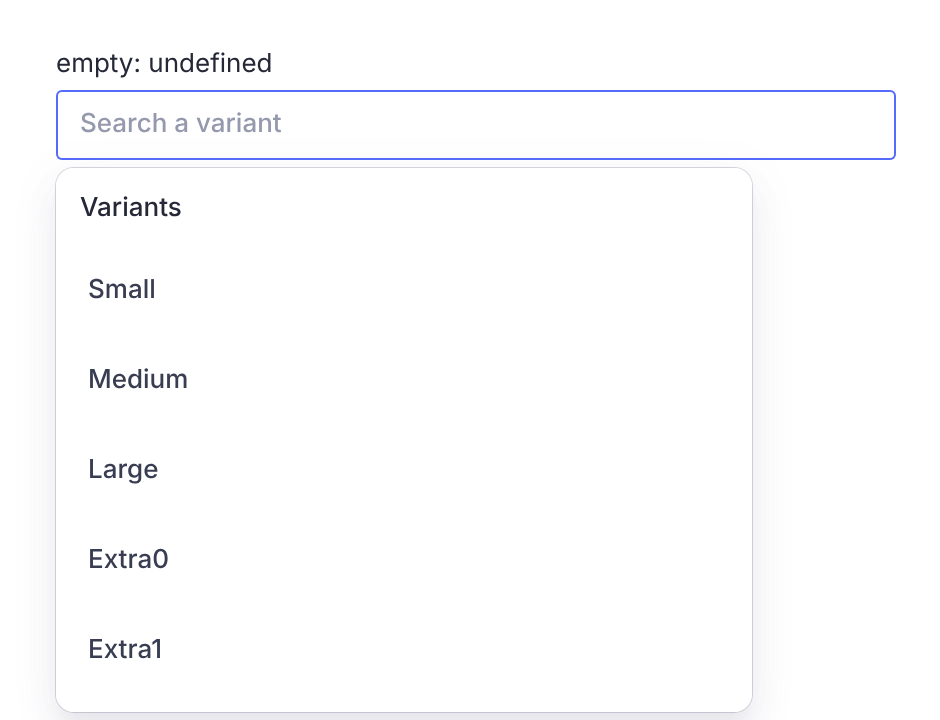 empty: undefined
Search a variant
Variants
Small
Medium
Large
Extra0
Extra1